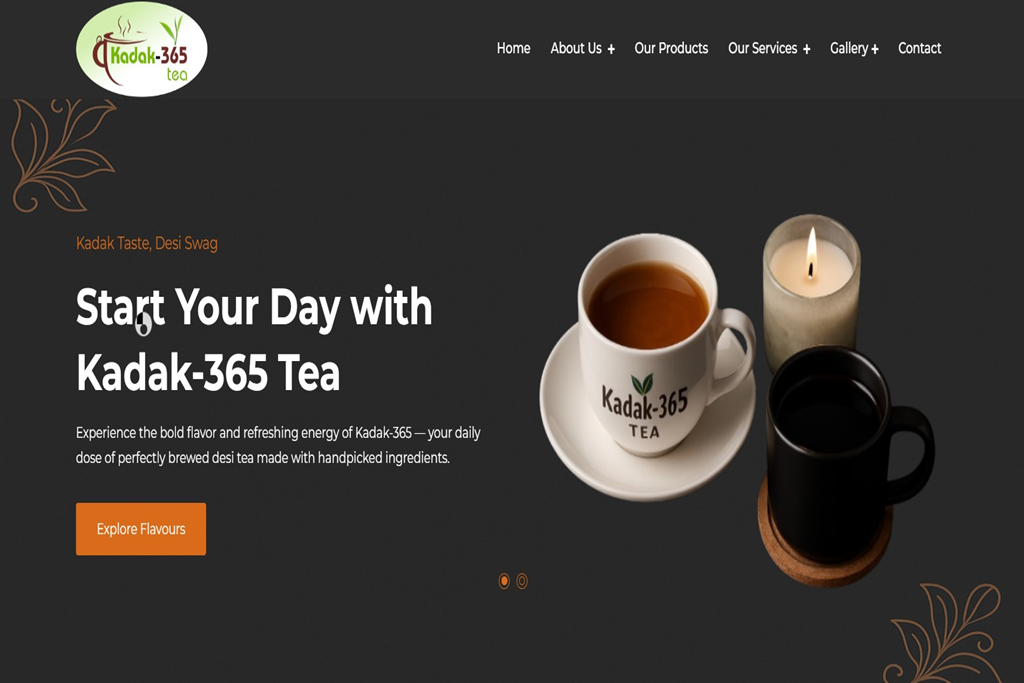 Kadak-365
tea
Home About Us + Our Products Our Services + Gallery + Contact
Kadak Taste, Desi Swag
Start Your Day with
Kadak-365 Tea
Experience the bold flavor and refreshing energy of Kadak-365 — your daily
dose of perfectly brewed desi tea made with handpicked ingredients.
Explore Flavours
Kadak-365
TEA